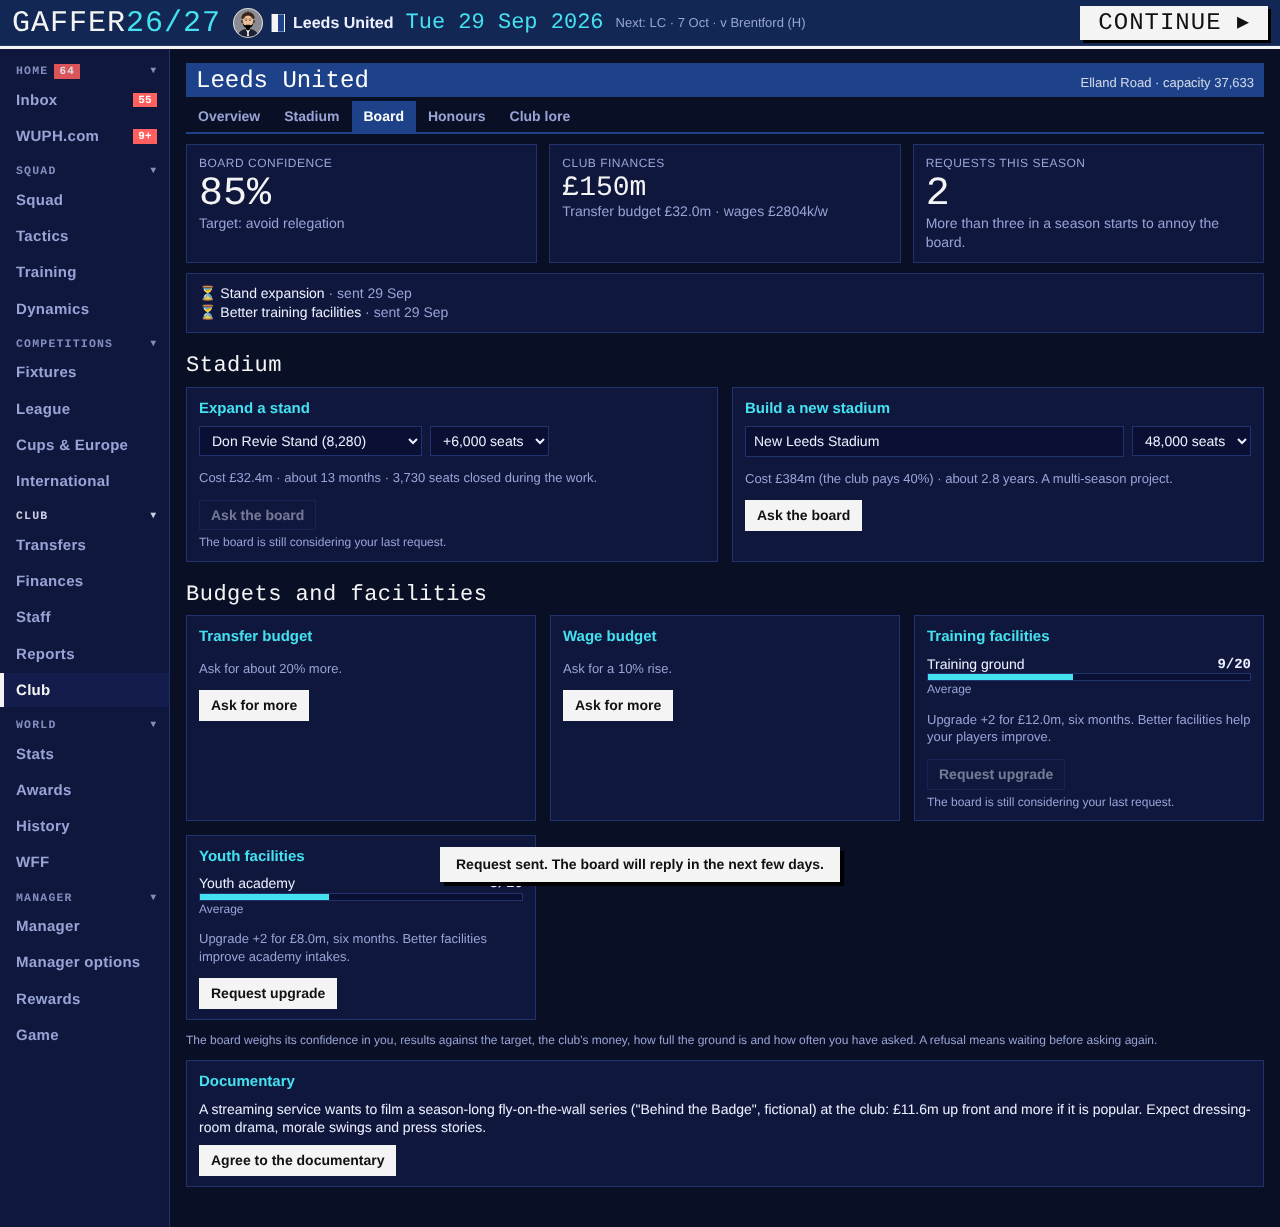 GAFFER26/27 Leeds United Tue 29 Sep 2026 Next: LC · 7 Oct · v Brentford (H) CONTINUE ►
HOME 64 ▼
Inbox 55
WUPH.com 9+
SQUAD ▼
Squad
Tactics
Training
Dynamics
COMPETITIONS ▼
Fixtures
League
Cups & Europe
International
CLUB ▼
Transfers
Finances
Staff
Reports
Club
WORLD ▼
Stats
Awards
History
WFF
MANAGER ▼
Manager
Manager options
Rewards
Game
Leeds United Elland Road · capacity 37,633
Overview Stadium Board Honours Club lore
BOARD CONFIDENCE
85%
Target: avoid relegation
CLUB FINANCES
£150m
Transfer budget £32.0m · wages £2804k/w
REQUESTS THIS SEASON
2
More than three in a season starts to annoy the
board.
⏳ Stand expansion · sent 29 Sep
⏳ Better training facilities · sent 29 Sep
Stadium
Expand a stand
Don Revie Stand (8,280) +6,000 seats
Cost £32.4m · about 13 months · 3,730 seats closed during the work.
Ask the board
The board is still considering your last request.
Build a new stadium
New Leeds Stadium 48,000 seats
Cost £384m (the club pays 40%) · about 2.8 years. A multi-season project.
Ask the board
Budgets and facilities
Transfer budget
Ask for about 20% more.
Ask for more
Wage budget
Ask for a 10% rise.
Ask for more
Training facilities
Training ground 9/20
Average
Upgrade +2 for £12.0m, six months. Better facilities help
your players improve.
Request upgrade
The board is still considering your last request.
Youth facilities
Youth academy
Average
Upgrade +2 for £8.0m, six months. Better facilities
improve academy intakes.
Request upgrade
Request sent. The board will reply in the next few days.
The board weighs its confidence in you, results against the target, the club's money, how full the ground is and how often you have asked. A refusal means waiting before asking again.
Documentary
A streaming service wants to film a season-long fly-on-the-wall series ("Behind the Badge", fictional) at the club: £11.6m up front and more if it is popular. Expect dressing-
room drama, morale swings and press stories.
Agree to the documentary